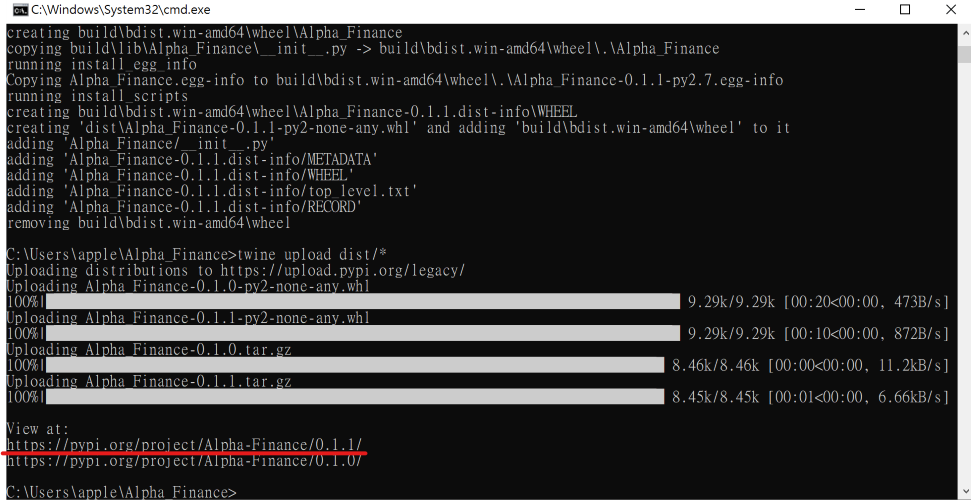 C:\Windows\System32\cmd.exe
creating build\bdist.win-amd64\wheel\Alpha_Finance
copying build\lib\Alpha_Finance\__init__.py -> build\bdist.win-amd64\wheel\.\Alpha_Finance
running install_egg_info
Copying Alpha_Finance.egg-info to build\bdist.win-amd64\wheel\.\Alpha_Finance-0.1.1-py2.7.egg-info
running install_scripts
creating build\bdist.win-amd64\wheel\Alpha_Finance-0.1.1.dist-info\WHEEL
creating 'dist\Alpha_Finance-0.1.1-py2-none-any.whl' and adding 'build\bdist.win-amd64\wheel' to it
adding 'Alpha_Finance/__init__.py'
adding 'Alpha_Finance-0.1.1.dist-info/METADATA'
adding 'Alpha_Finance-0.1.1.dist-info/WHEEL'
adding 'Alpha_Finance-0.1.1.dist-info/top_level.txt'
adding 'Alpha_Finance-0.1.1.dist-info/RECORD'
removing build\bdist.win-amd64\wheel
C:\Users\apple\Alpha_Finance>twine upload dist/*
Uploading distributions to https://upload.pypi.org/legacy/
Uploading Alpha_Finance-0.1.0-py2-none-any.whl
100%| 9.29k/9.29k [00:20<00:00, 473B/s]
Uploading Alpha_Finance-0.1.1-py2-none-any.whl
100%| 9.29k/9.29k [00:10<00:00, 872B/s]
Uploading Alpha_Finance-0.1.0.tar.gz
100%| 8.46k/8.46k [00:00<00:00, 11.2kB/s]
Uploading Alpha_Finance-0.1.1.tar.gz
100%| 8.45k/8.45k [00:01<00:00, 6.66kB/s]
View at:
https://pypi.org/project/Alpha-Finance/0.1.1/
https://pypi.org/project/Alpha-Finance/0.1.0/
C:\Users\apple\Alpha_Finance>